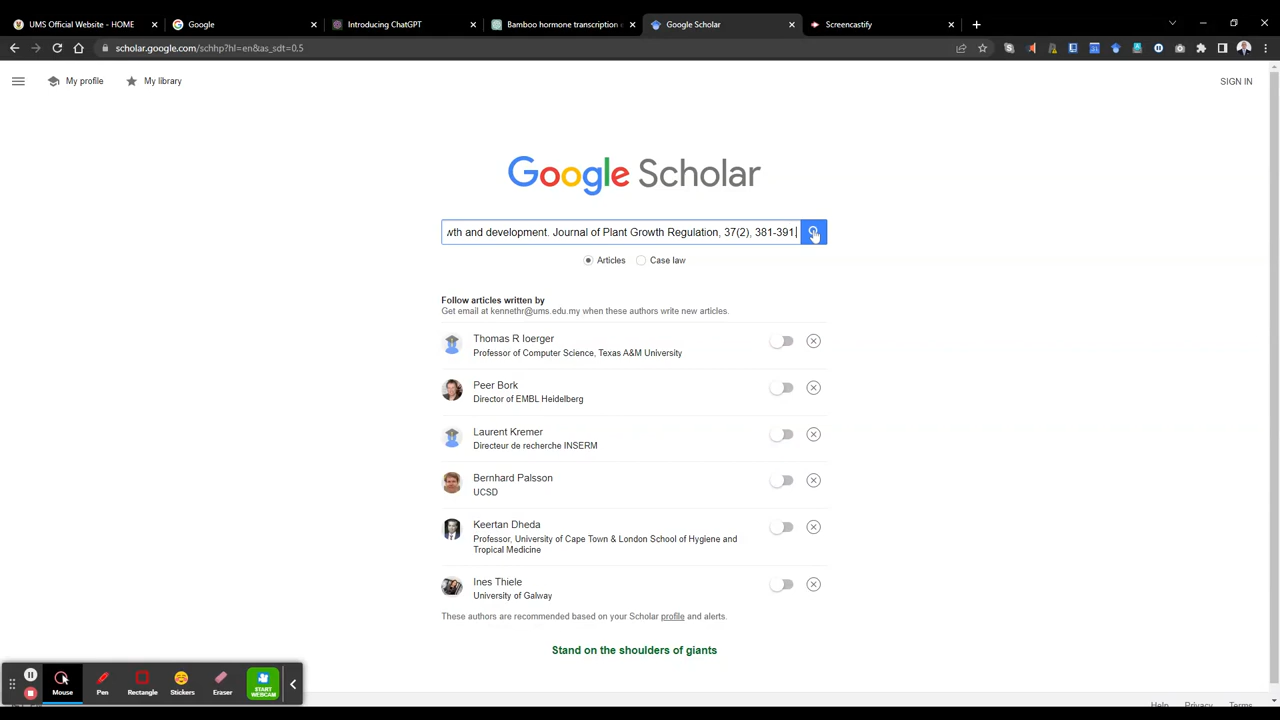 UMS Official Website - HOME
Google
Introducing ChatGPT
Bamboo hormone transcription
Google Scholar
Screencastify
scholar.google.com/schhp?hl=en&as_sdt=0.5
My profile
My library
SIGN IN
Google Scholar
wth and development. Journal of Plant Growth Regulation, 37(2), 381-391.
Articles
Case law
Follow articles written by
Get email at kennethr@ums.edu.my when these authors write new articles.
Thomas R Ioerger
Professor of Computer Science, Texas A&M University
Peer Bork
Director of EMBL Heidelberg
Laurent Kremer
Directeur de recherche INSERM
Bernhard Palsson
UCSD
Keertan Dheda
Professor, University of Cape Town & London School of Hygiene and
Tropical Medicine
Ines Thiele
University of Galway
These authors are recommended based on your Scholar profile and alerts.
Stand on the shoulders of giants
Mouse
Pen
Rectangle
Stickers
Eraser
START
WEBCAM
Help
Privacy
Terms